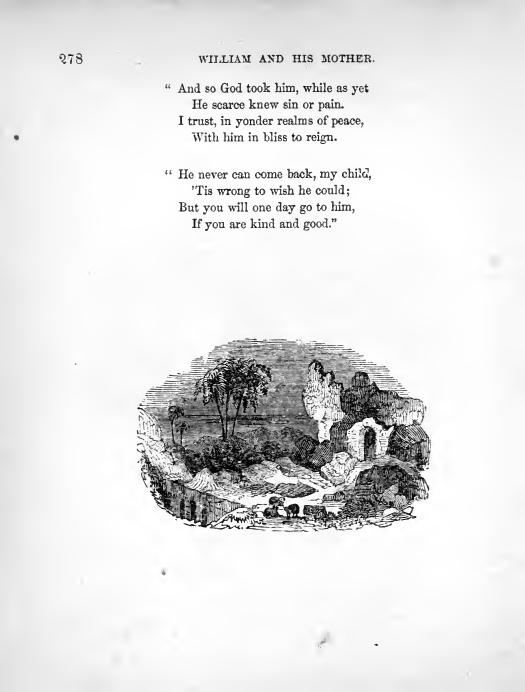 278 WILLIAM AND HIS MOTHER.
“ And so God took him, while as yet
He scarce knew sin or pain.
I trust, in yonder realms of peace,
With him in bliss to reign.
“ He never can come back, my child,
’Tis wrong to wish he could;
But you will one day go to him,
If you are kind and good.”